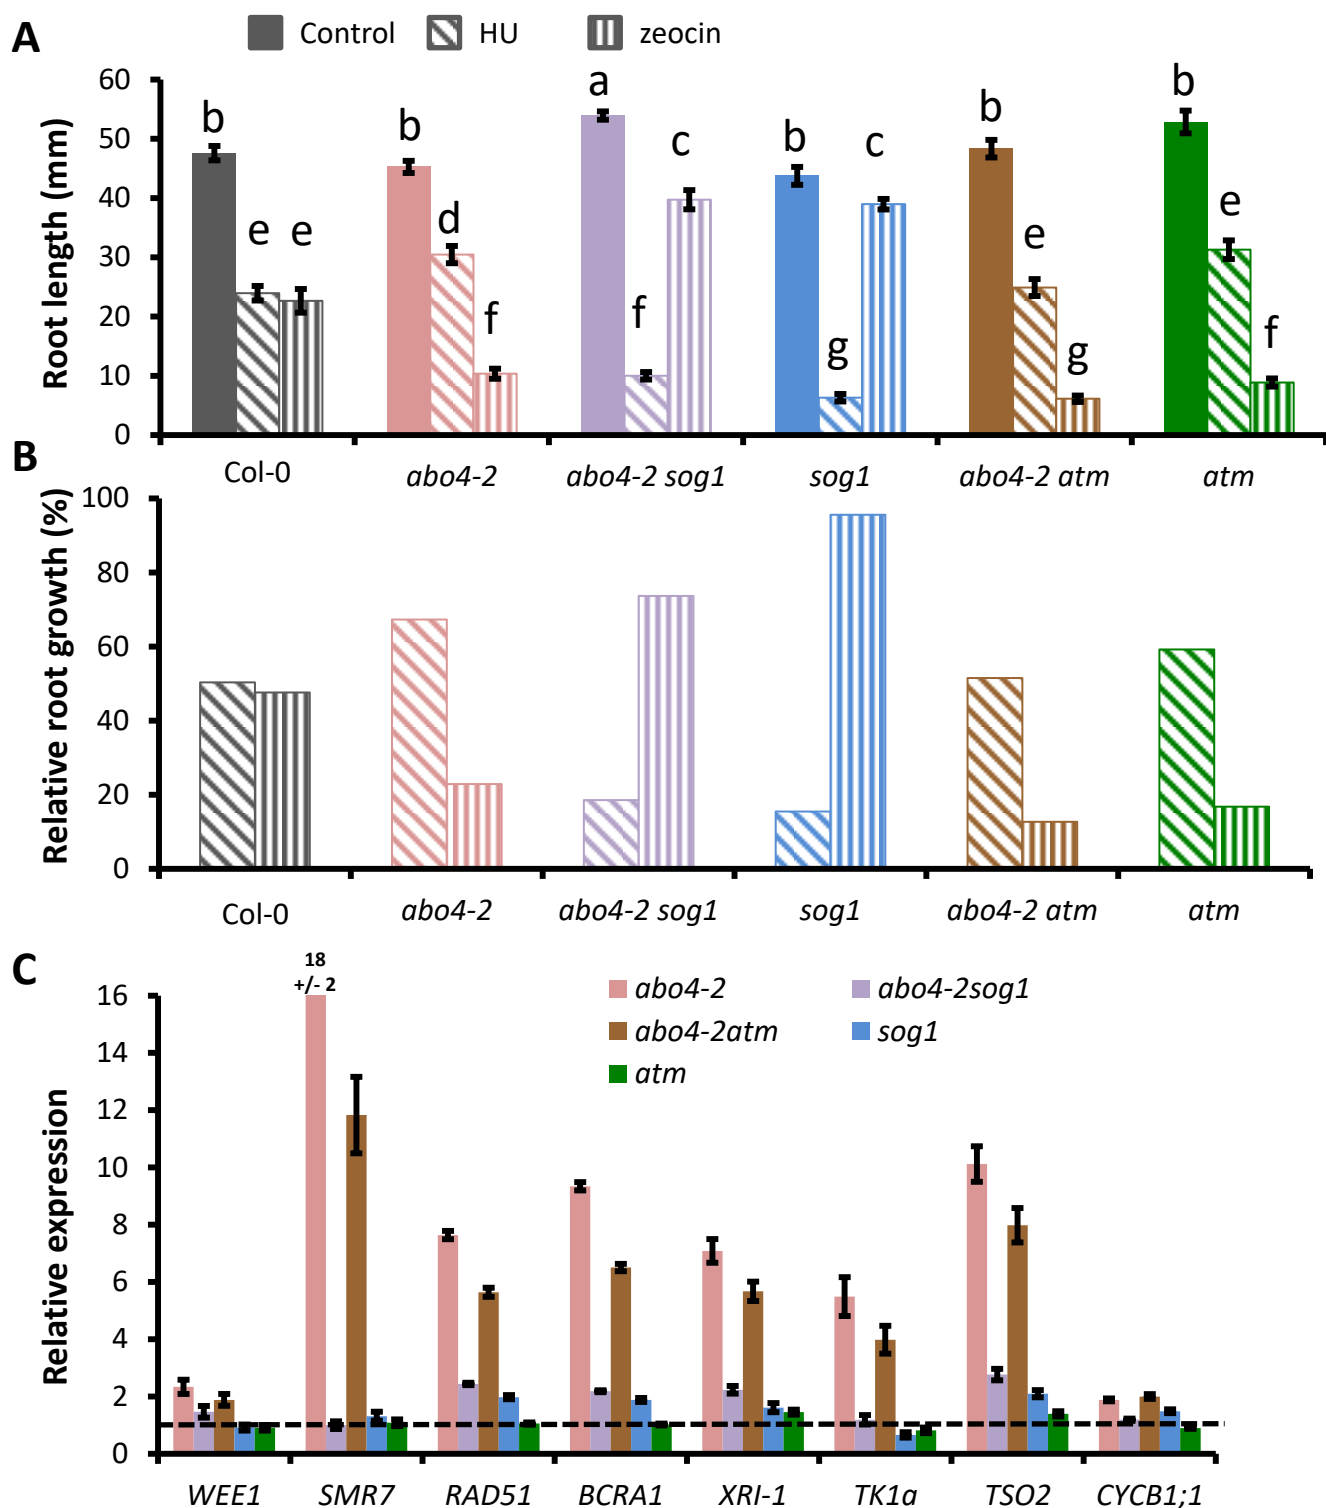 A
Control HU zeocin
Root length (mm)
60
50
40
30
20
10
0
b e e
b d f
a f c
b g c
b e g
b e f
Col-0 abo4-2 abo4-2 sog1 sog1 abo4-2 atm atm
B
Relative root growth (%)
100
80
60
40
20
0
Col-0 abo4-2 abo4-2 sog1 sog1 abo4-2 atm atm
C
18
+/- 2
abo4-2 abo4-2sog1
abo4-2atm sog1
atm
Relative expression
16
14
12
10
8
6
4
2
0
WEE1 SMR7 RAD51 BCRA1 XRI-1 TK1a TSO2 CYCB1;1